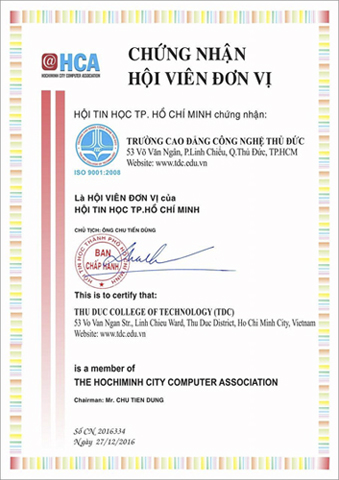 @HCA
HOCHIMINH CITY COMPUTER ASSOCIATION
CHỨNG NHẬN
HỘI VIÊN ĐƠN VỊ
HỘI TIN HỌC TP. HỒ CHÍ MINH chứng nhận:
TRƯỜNG CAO ĐẲNG CÔNG NGHỆ THỦ ĐỨC
53 Võ Văn Ngân, P.Linh Chiểu, Q.Thủ Đức, TP.HCM
Website: www.tdc.edu.vn
ISO 9001:2008
Là HỘI VIÊN ĐƠN VỊ của
HỘI TIN HỌC TP.HỒ CHÍ MINH
CHỦ TỊCH: ÔNG CHU TIẾN DŨNG
HỘI TIN HỌC THÀNH PHỐ HỒ CHÍ MINH
BAN
CHẤP HÀNH
This is to certify that:
THU DUC COLLEGE OF TECHNOLOGY (TDC)
53 Vo Van Ngan Str., Linh Chieu Ward, Thu Duc District, Ho Chi Minh City, Vietnam
Website: www.tdc.edu.vn
is a member of
THE HOCHIMINH CITY COMPUTER ASSOCIATION
Chairman: Mr. CHU TIEN DUNG
Số CN: 2016334
Ngày 27/12/2016